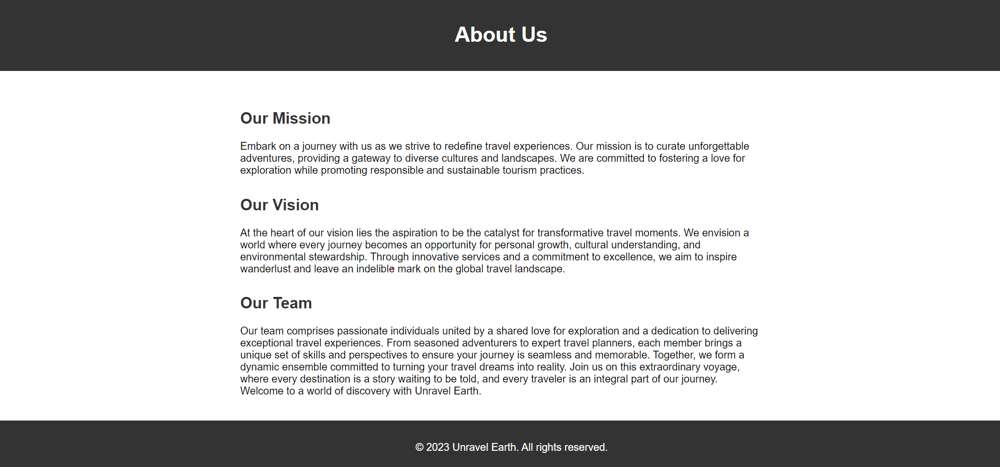 About Us
Our Mission
Embark on a journey with us as we strive to redefine travel experiences. Our mission is to curate unforgettable
adventures, providing a gateway to diverse cultures and landscapes. We are committed to fostering a love for
exploration while promoting responsible and sustainable tourism practices.
Our Vision
At the heart of our vision lies the aspiration to be the catalyst for transformative travel moments. We envision a
world where every journey becomes an opportunity for personal growth, cultural understanding, and
environmental stewardship. Through innovative services and a commitment to excellence, we aim to inspire
wanderlust and leave an indelible mark on the global travel landscape.
Our Team
Our team comprises passionate individuals united by a shared love for exploration and a dedication to delivering
exceptional travel experiences. From seasoned adventurers to expert travel planners, each member brings a
unique set of skills and perspectives to ensure your journey is seamless and memorable. Together, we form a
dynamic ensemble committed to turning your travel dreams into reality. Join us on this extraordinary voyage,
where every destination is a story waiting to be told, and every traveler is an integral part of our journey.
Welcome to a world of discovery with Unravel Earth.
© 2023 Unravel Earth. All rights reserved.